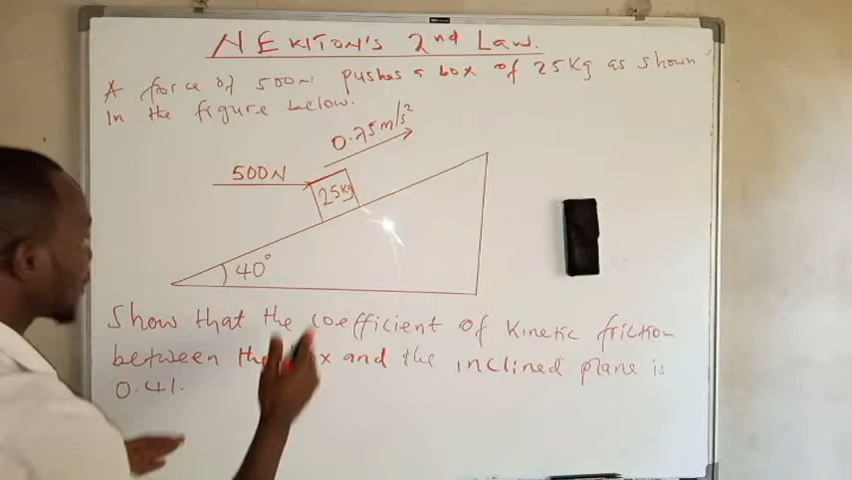 NEWTON'S 2nd LAW.
A force of 500N pushes a box of 25Kg as shown
In the figure below.
0.75m/s²
500N
25kg
40°
Show that the coefficient of kinetic friction
between the box and the inclined plane is
0.41.